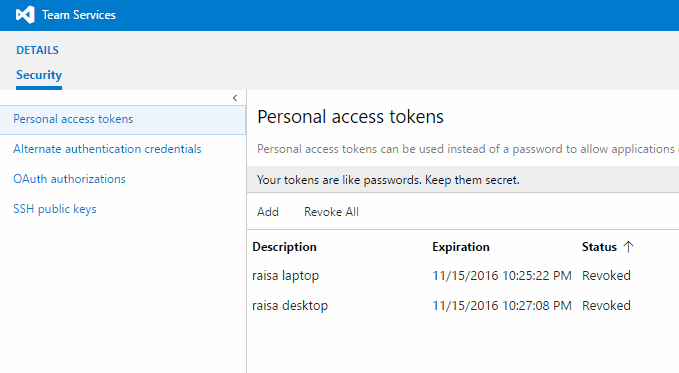 Team Services
DETAILS
Security
Personal access tokens
Alternate authentication credentials
OAuth authorizations
SSH public keys
Personal access tokens
Personal access tokens can be used instead of a password to allow applications
Your tokens are like passwords. Keep them secret.
Add Revoke All
Description Expiration Status ↑
raisa laptop 11/15/2016 10:25:22 PM Revoked
raisa desktop 11/15/2016 10:27:08 PM Revoked